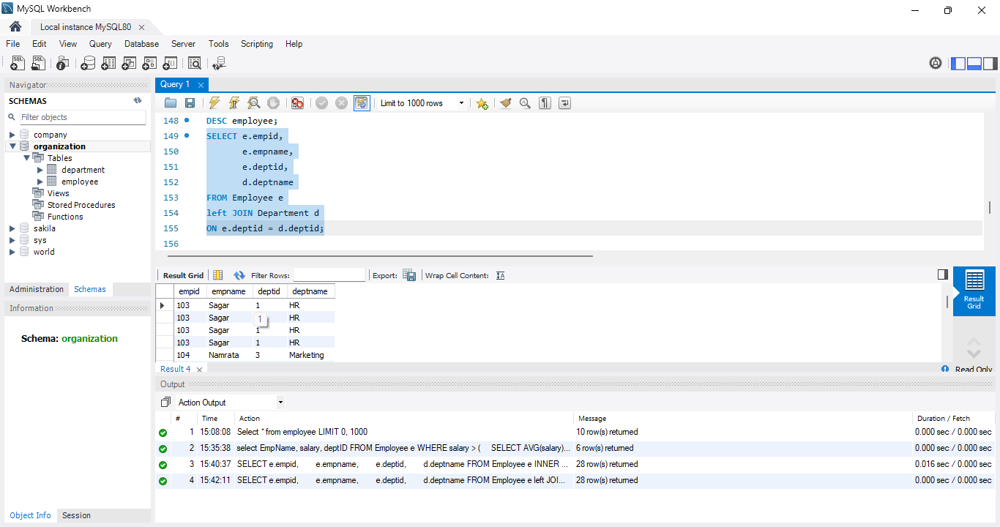 MySQL Workbench
Local instance MySQL80
File Edit View Query Database Server Tools Scripting Help
Navigator
SCHEMAS
Filter objects
company
organization
Tables
department
employee
Views
Stored Procedures
Functions
sakila
sys
world
Administration Schemas
Information
Schema: organization
Object Info Session
Query 1
Limit to 1000 rows
148 DESC employee;
149 SELECT e.empid,
150 e.empname,
151 e.deptid,
152 d.deptname
153 FROM Employee e
154 left JOIN Department d
155 ON e.deptid = d.deptid;
156
Result Grid Filter Rows: Export: Wrap Cell Content:
empid empname deptid deptname
103 Sagar 1 HR
103 Sagar 1 HR
103 Sagar 1 HR
103 Sagar 1 HR
104 Namrata 3 Marketing
Result Grid
Result 4
Read Only
Output
Action Output
# Time Action Message Duration / Fetch
1 15:08:08 Select * from employee LIMIT 0, 1000 10 row(s) returned 0.000 sec / 0.000 sec
2 15:35:38 select EmpName, salary, deptID FROM Employee e WHERE salary > ( SELECT AVG(salary)... 6 row(s) returned 0.000 sec / 0.000 sec
3 15:40:37 SELECT e.empid, e.empname, e.deptid, d.deptname FROM Employee e INNER ... 28 row(s) returned 0.016 sec / 0.000 sec
4 15:42:11 SELECT e.empid, e.empname, e.deptid, d.deptname FROM Employee e left JOI... 28 row(s) returned 0.000 sec / 0.000 sec